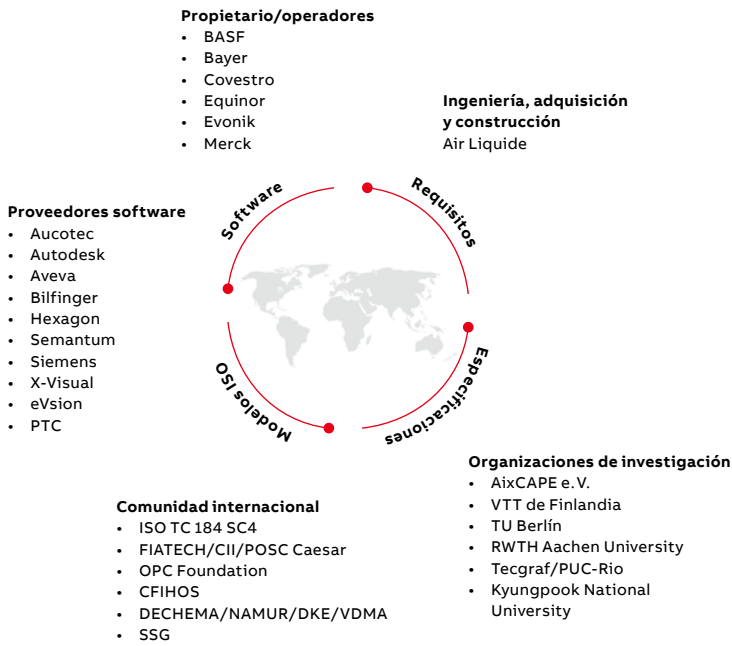 Propietario/operadores
• BASF
• Bayer
• Covestro
• Equinor
• Evonik
• Merck
Ingeniería, adquisición
y construcción
Air Liquide
Software
Requisitos
Proveedores software
• Aucotec
• Autodesk
• Aveva
• Bilfinger
• Hexagon
• Semantum
• Siemens
• X-Visual
• eVsion
• PTC
Modelos ISO
Especificaciones
Organizaciones de investigación
• AixCAPE e.V.
• VTT de Finlandia
• TU Berlín
• RWTH Aachen University
• Tecgraf/PUC-Rio
• Kyungpook National
University
Comunidad internacional
• ISO TC 184 SC4
• FIATECH/CII/POSC Caesar
• OPC Foundation
• CFIHOS
• DECHEMA/NAMUR/DKE/VDMA
• SSG